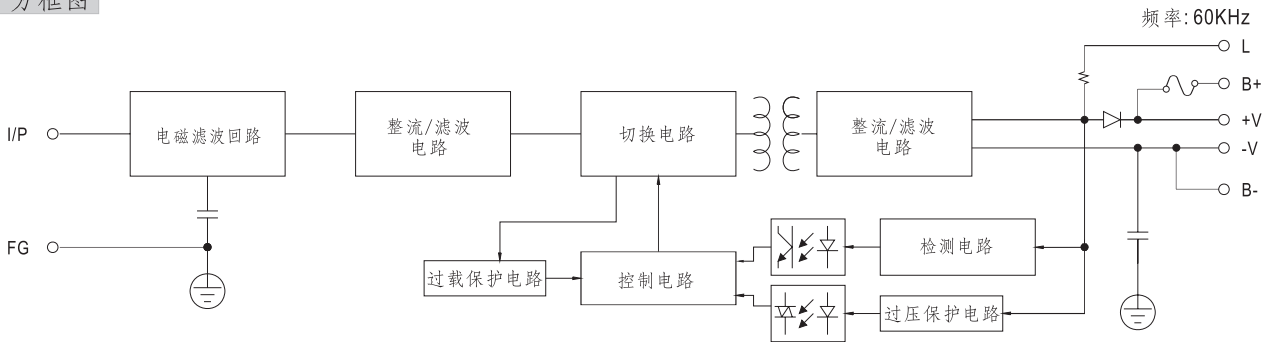 方框图
频率: 60KHz
L
B+
I/P
电磁滤波回路
整流/滤波
电路
切换电路
整流/滤波
电路
+V
-V
B-
FG
过载保护电路
控制电路
检测电路
过压保护电路